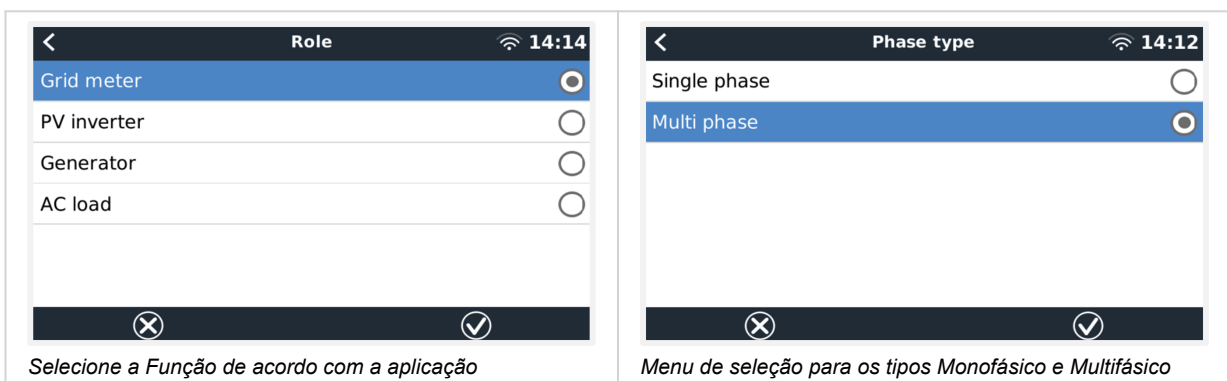 Role 14:14
Grid meter
PV inverter
Generator
AC load
Selecione a Função de acordo com a aplicação
Phase type 14:12
Single phase
Multi phase
Menu de seleção para os tipos Monofásico e Multifásico